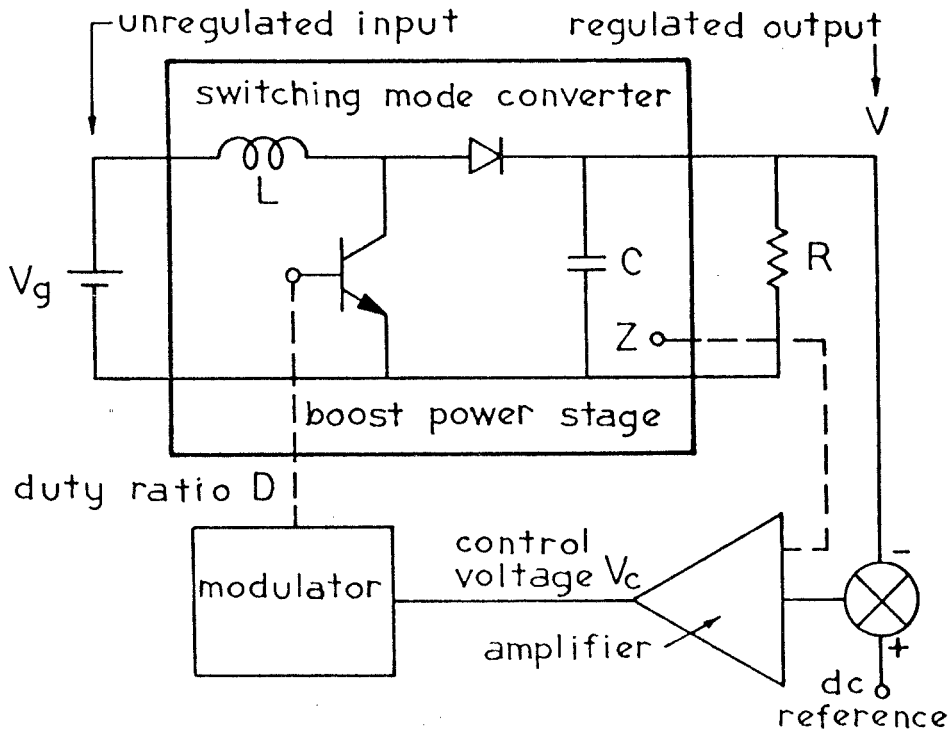 unregulated input
regulated output
switching mode converter
V
L
Vg
C
R
Z
boost power stage
duty ratio D
control
voltage Vc
modulator
-
amplifier
+
dc
reference